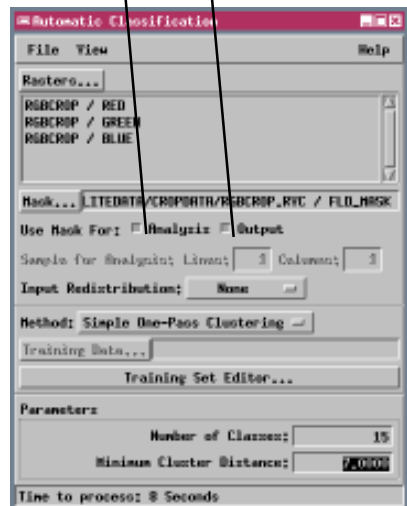 Automatic Classification
File View Help
Rasters...
RGBCROP / RED
RGBCROP / GREEN
RGBCROP / BLUE
Mask... LITEDATA/CROPDATA/RGBCROP.RVC / FLD_MASK
Use Mask For: Analysis Output
Sample for Analysis: Lines: 1 Columns: 1
Input Redistribution: None
Method: Simple One-Pass Clustering
Training Data...
Training Set Editor...
Parameters
Number of Classes: 15
Minimum Cluster Distance: 7.0000
Time to process: 8 Seconds